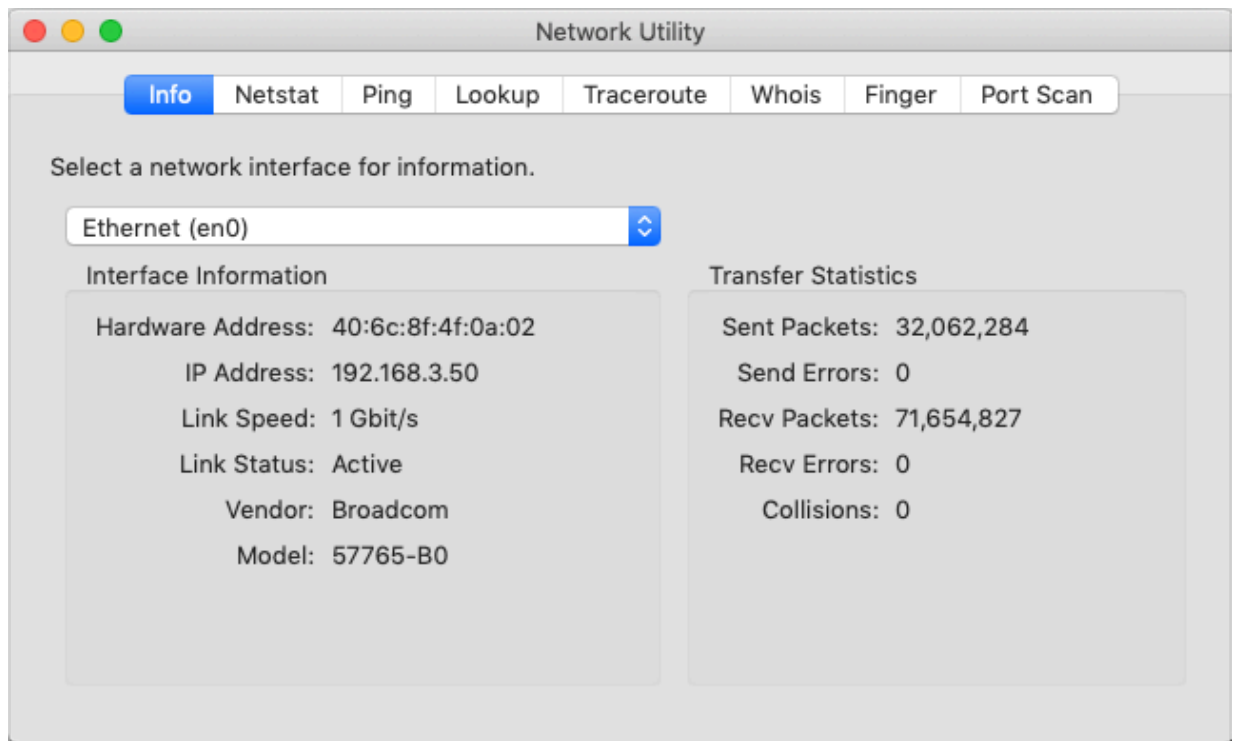 Network Utility
Info Netstat Ping Lookup Traceroute Whois Finger Port Scan
Select a network interface for information.
Ethernet (en0)
Interface Information
Hardware Address: 40:6c:8f:4f:0a:02
IP Address: 192.168.3.50
Link Speed: 1 Gbit/s
Link Status: Active
Vendor: Broadcom
Model: 57765-B0
Transfer Statistics
Sent Packets: 32,062,284
Send Errors: 0
Recv Packets: 71,654,827
Recv Errors: 0
Collisions: 0